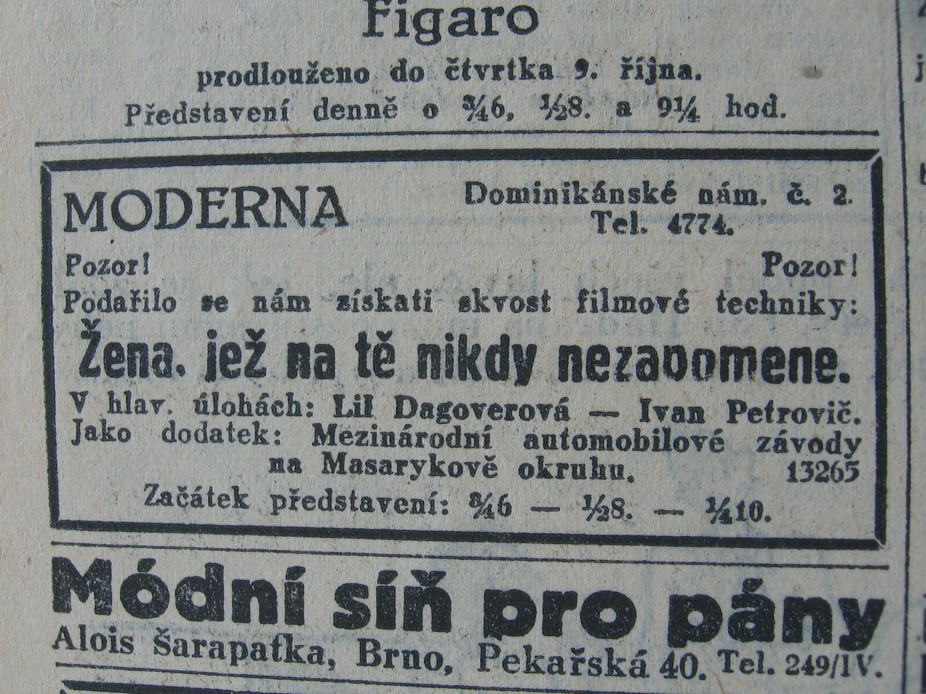 Figaro
prodlouženo do čtvrtka 9. října.
Představení denně o ¾6, ½8. a 9¼ hod.
MODERNA
Dominikánské nám. č. 2.
Tel. 4774.
Pozor! Pozor!
Podařilo se nám získati skvost filmové techniky:
Žena, jež na tě nikdy nezapomene.
V hlav. úlohách: Lil Dagoverová — Ivan Petrovič.
Jako dodatek: Mezinárodní automobilové závody
na Masarykově okruhu. 13265
Začátek představení: ¾6 — ½8. — ¼10.
Módní síň pro pány
Alois Šarapatka, Brno, Pekařská 40. Tel. 249/IV.